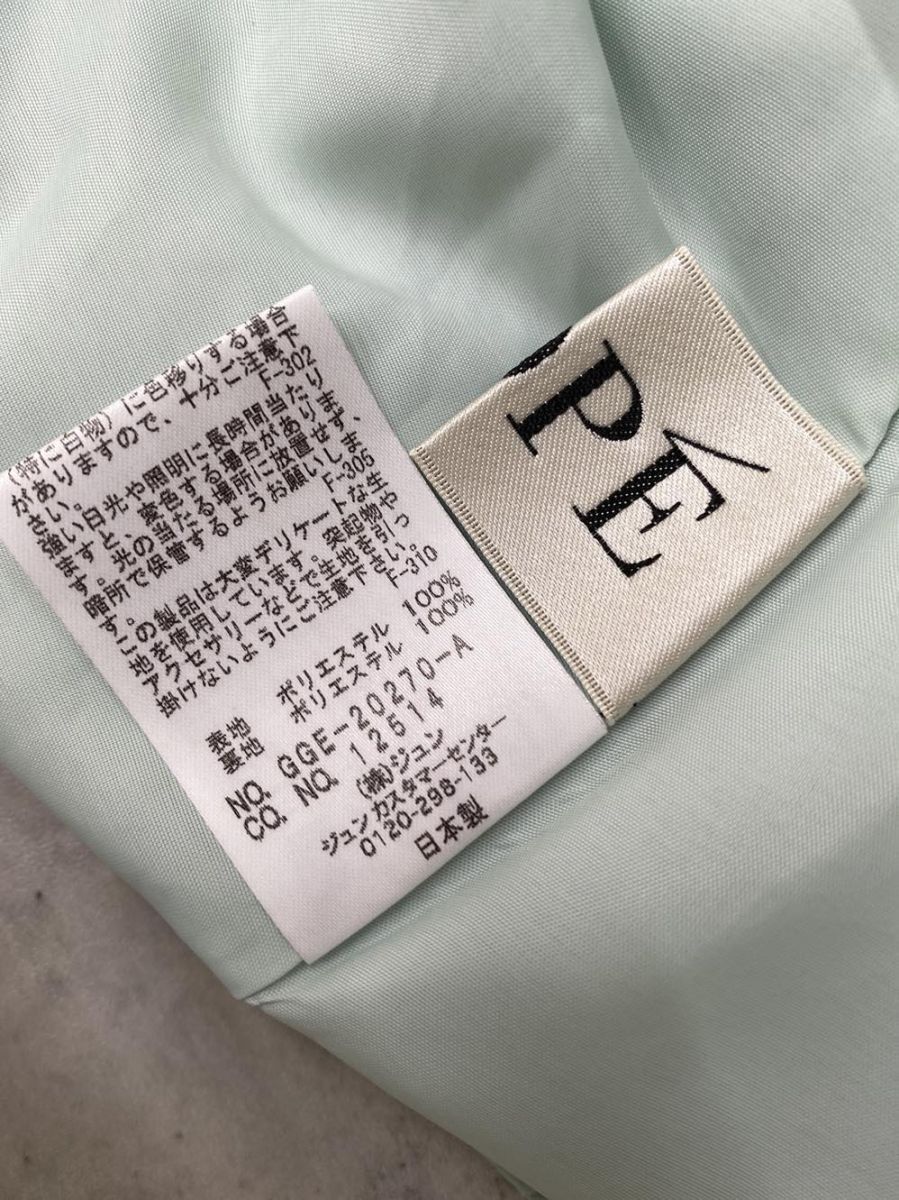 (特に白物)に色移りする場合
がありますので、十分ご注意下
さい。 F-302
強い日光や照明に長時間当たり
ますと、変色する場合があり
ます。光の当たる場所に放置せず、
暗所で保管するようお願いしま
す。 F-305
この製品は大変デリケートな生
地を使用しています。突起物や
アクセサリーなどで生地を引っ
掛けないようにご注意下さい。
F-310
表地 ポリエステル 100%
裏地 ポリエステル 100%
NO. GGE-20270-A
CO. NO. 12514
(株)ジュン
ジュンカスタマーセンター
0120-298-133
日本製
PÉ